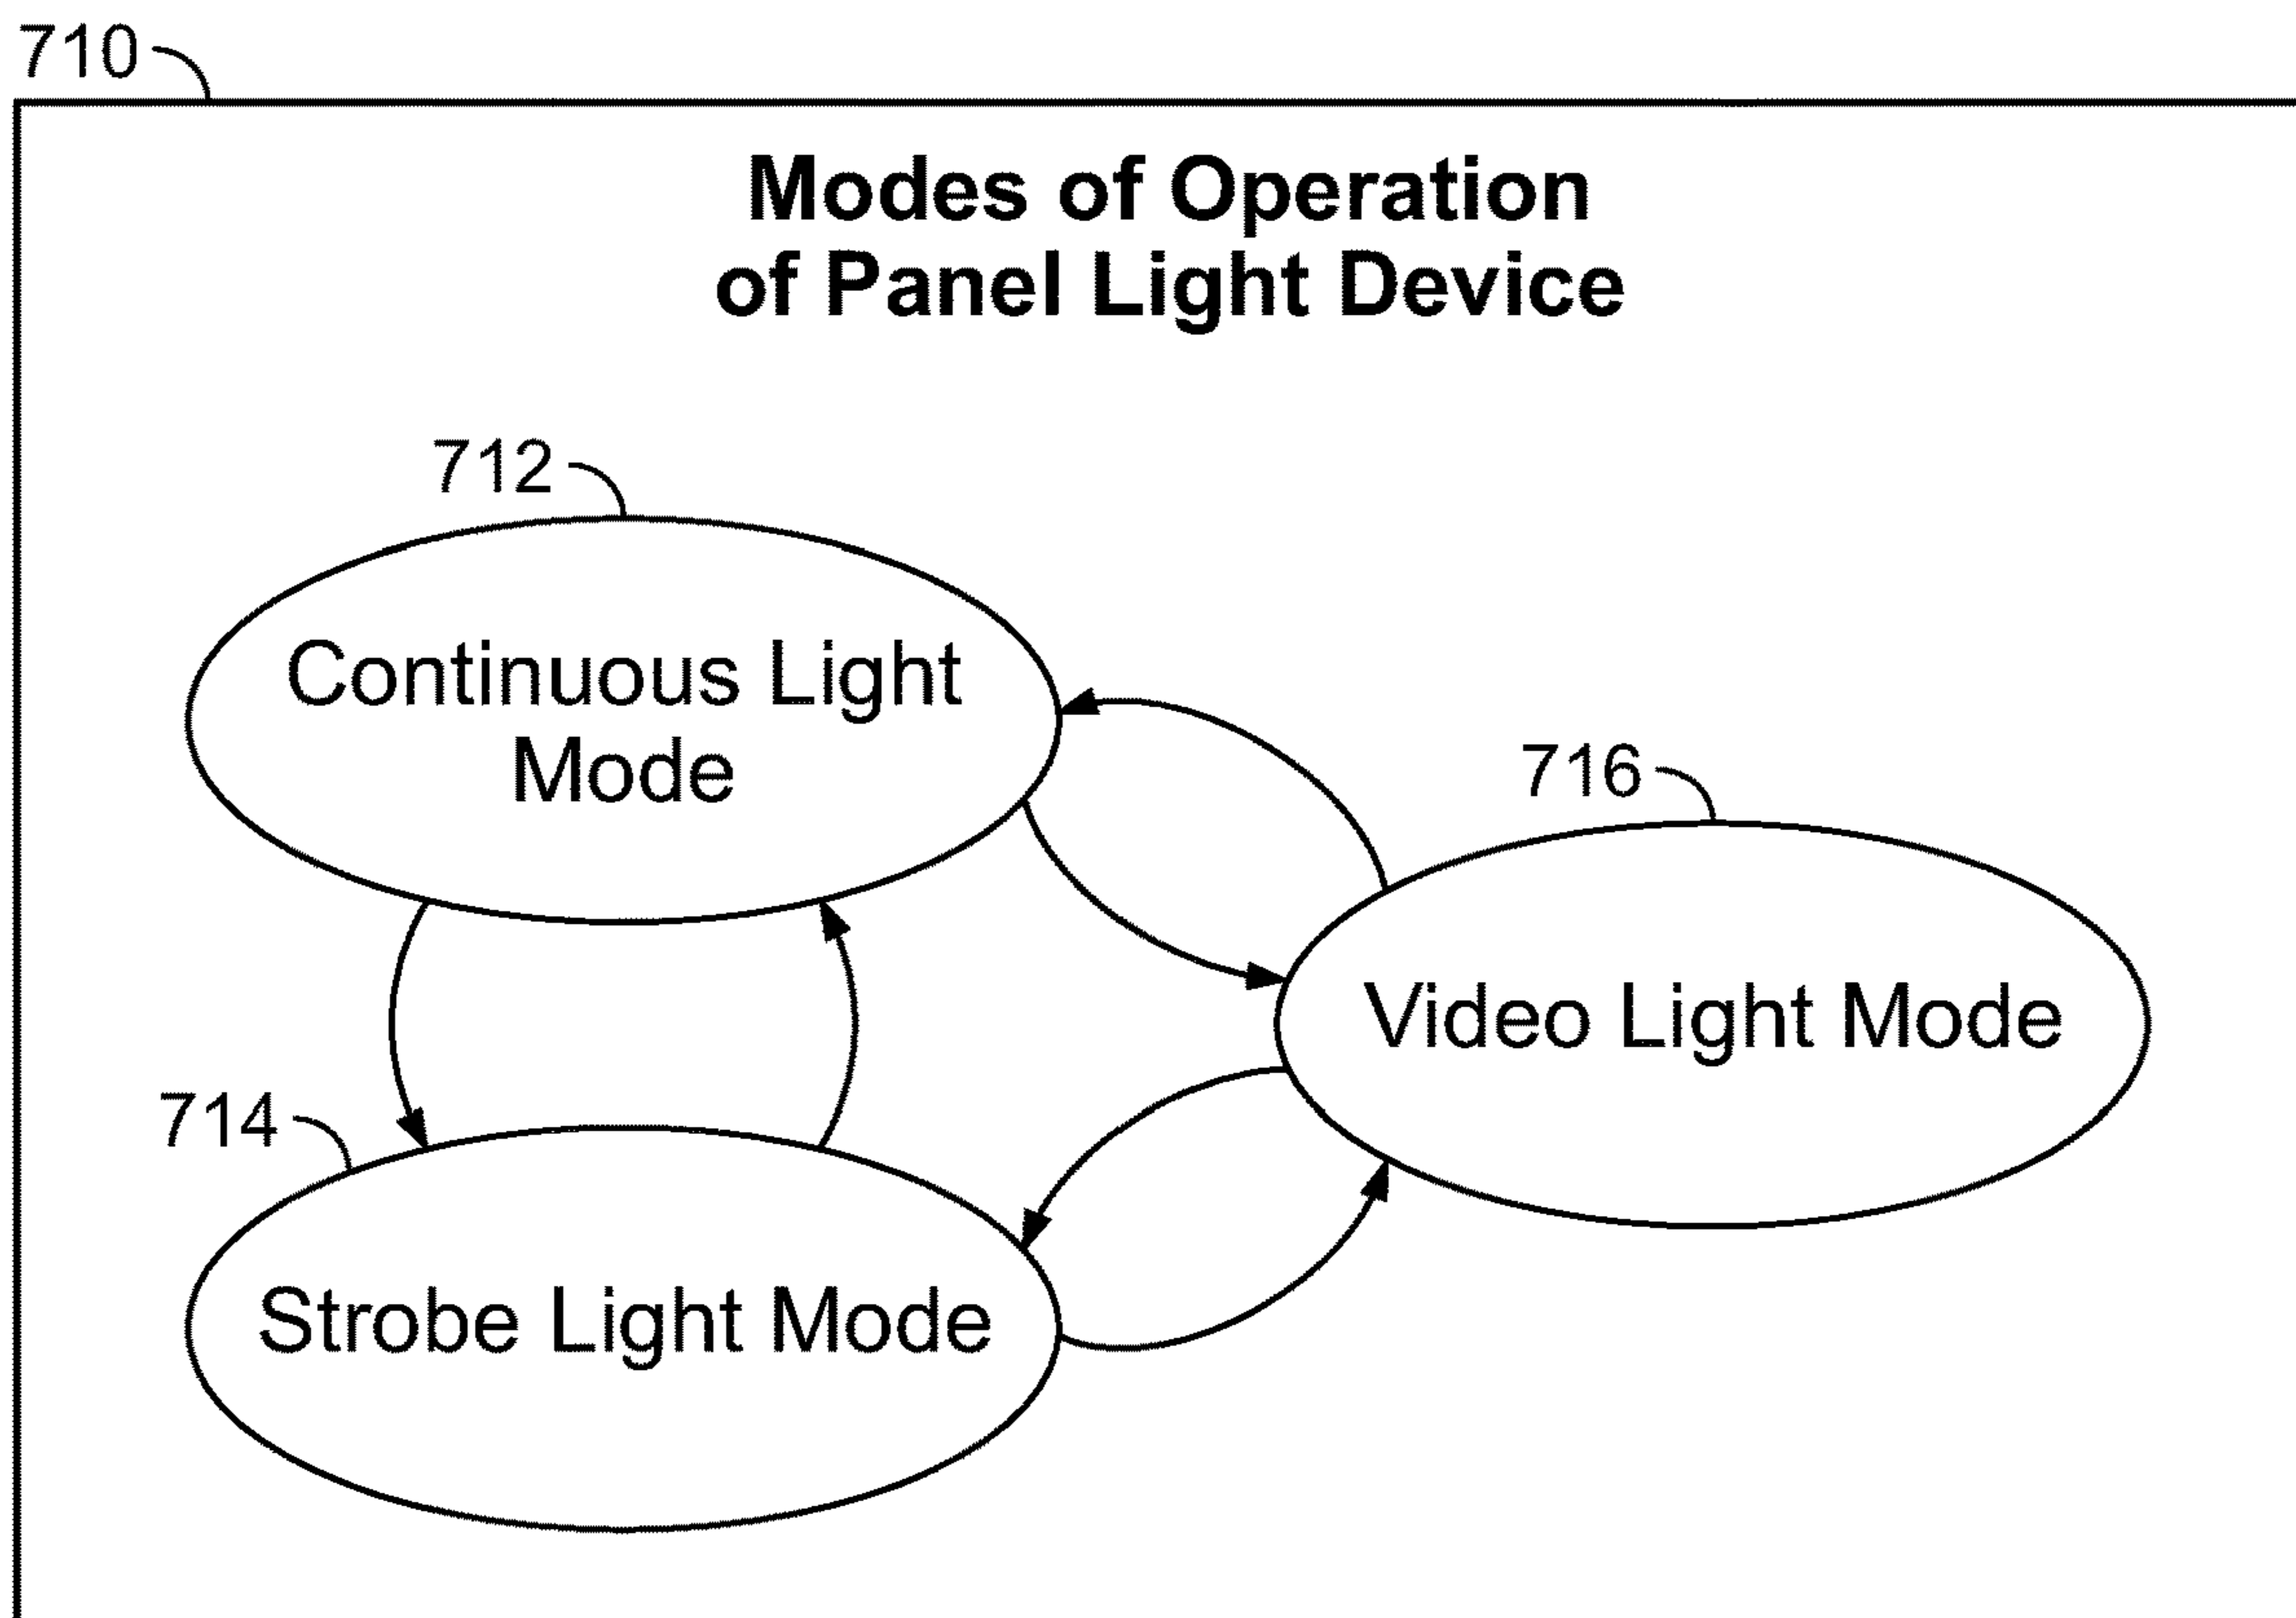 710
Modes of Operation
of Panel Light Device
712
Continuous Light
Mode
716
Video Light Mode
714
Strobe Light Mode